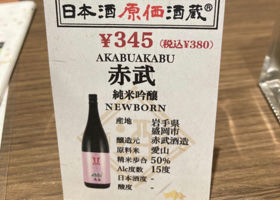 日本酒原価酒蔵®
¥345(税込¥380)
AKABUAKABU
赤武
純米吟醸
NEWBORN
産地 岩手県
盛岡市
醸造元 赤武酒造
原料米 愛山
精米歩合 50%
Alc度数 15度
日本酒度 -
酸度 -